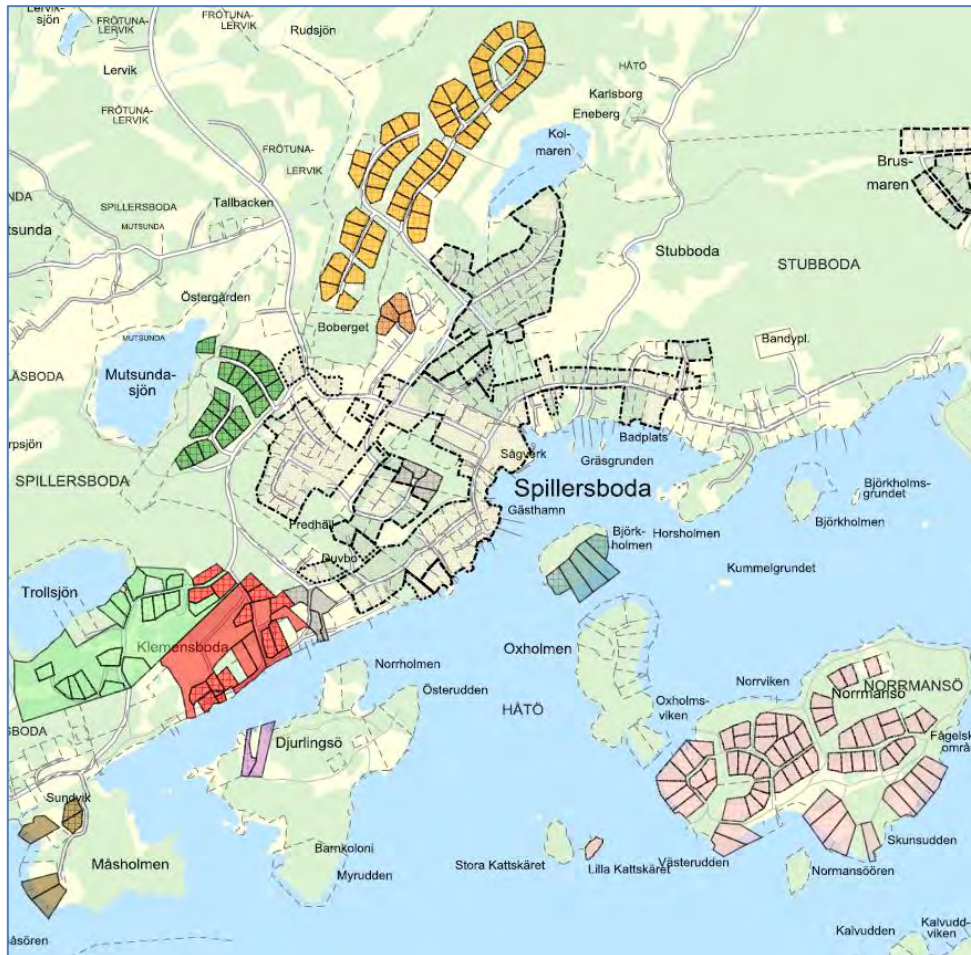 sjön
FRÖTUNA-
LERVIK
FRÖTUNA-
LERVIK
Rudsjön
Lervik
FRÖTUNA-
LERVIK
HÅTÖ
Karlsborg
Eneberg
Kol-
maren
FRÖTUNA-
LERVIK
Brus-
maren
SPILLERSBODA
MUTSUNDA
Tallbacken
Stubboda
STUBBODA
Östergården
MUTSUNDA
Boberget
Bandypl.
Mutsunda-
sjön
SPILLERSBODA
Sågverk
Badplats
Gräsgrunden
Spillersboda
Gästhamn
Björkholms-
grundet
Björkholmen
Fredhäll
Björk-
holmen
Horsholmen
Duvbo
Kummelgrundet
Trollsjön
Klemensboda
Norrholmen
Österudden
Oxholmen
HÅTÖ
Oxholms-
viken
Norrviken
Norrmansö
NORRMANSÖ
Djurlingsö
Sundvik
Måsholmen
Barnkoloni
Myrudden
Stora Kattskäret
Lilla Kattskäret
Västerudden
Skunsudden
Normansöören
Kalvudden
Kalvudd-
viken